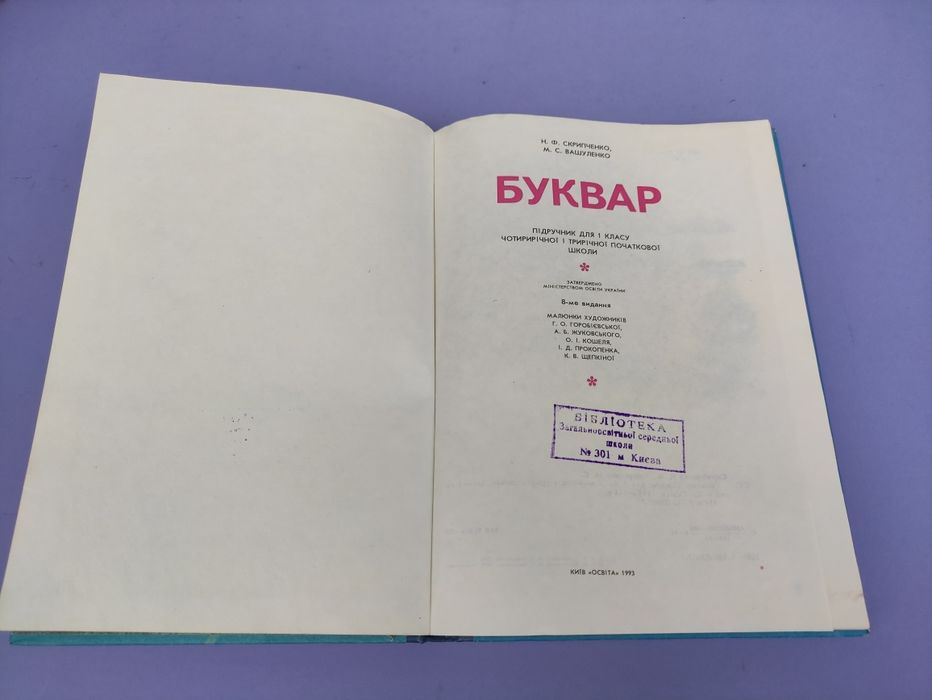 Н. Ф. СКРИПЧЕНКО,
М. С. ВАШУЛЕНКО
БУКВАР
ПІДРУЧНИК ДЛЯ 1 КЛАСУ
ЧОТИРИРІЧНОЇ І ТРИРІЧНОЇ ПОЧАТКОВОЇ
ШКОЛИ
*
ЗАТВЕРДЖЕНО
МІНІСТЕРСТВОМ ОСВІТИ УКРАЇНИ
8-ме видання
МАЛЮНКИ ХУДОЖНИКІВ
Г. О. ГОРОБІЄВСЬКОЇ,
А. Б. ЖУКОВСЬКОГО,
О. І. КОШЕЛЯ,
І. Д. ПРОКОПЕНКА,
К. В. ЩЕПКІНОЇ
*
БІБЛІОТЕКА
Загальноосвітньої середньої
школи
№ 301 м Києва
КИЇВ «ОСВІТА» 1993